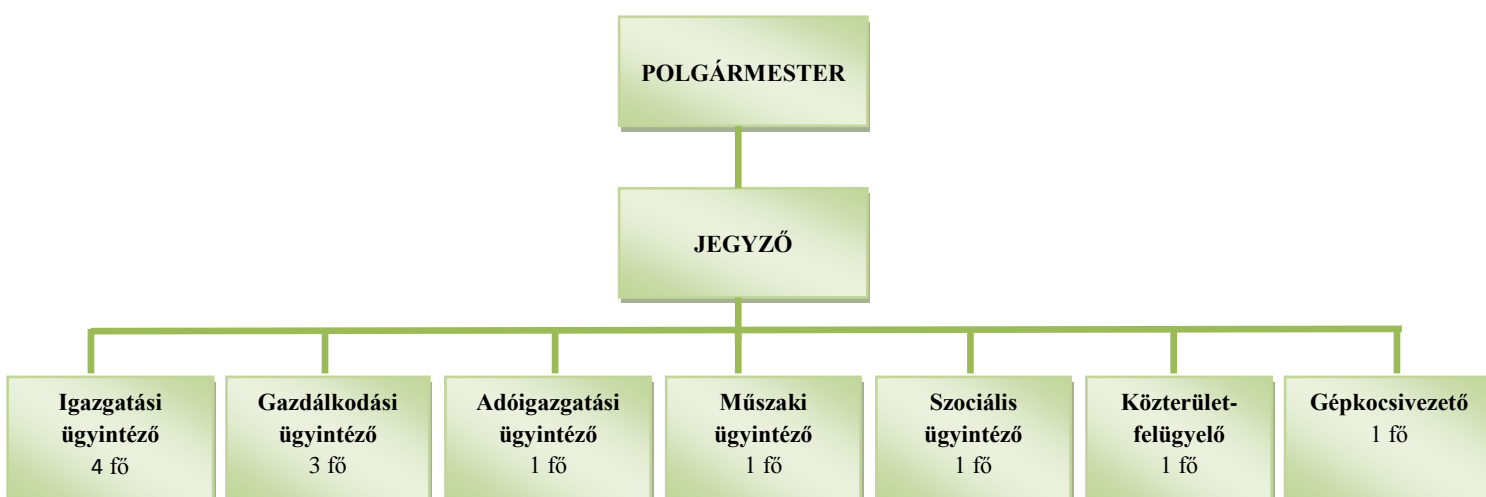 POLGÁRMESTER
JEGYZŐ
Igazgatási
ügyintéző
4 fő
Gazdálkodási
ügyintéző
3 fő
Adóigazgatási
ügyintéző
1 fő
Műszaki
ügyintéző
1 fő
Szociális
ügyintéző
1 fő
Közterület-
felügyelő
1 fő
Gépkocsivezető
1 fő